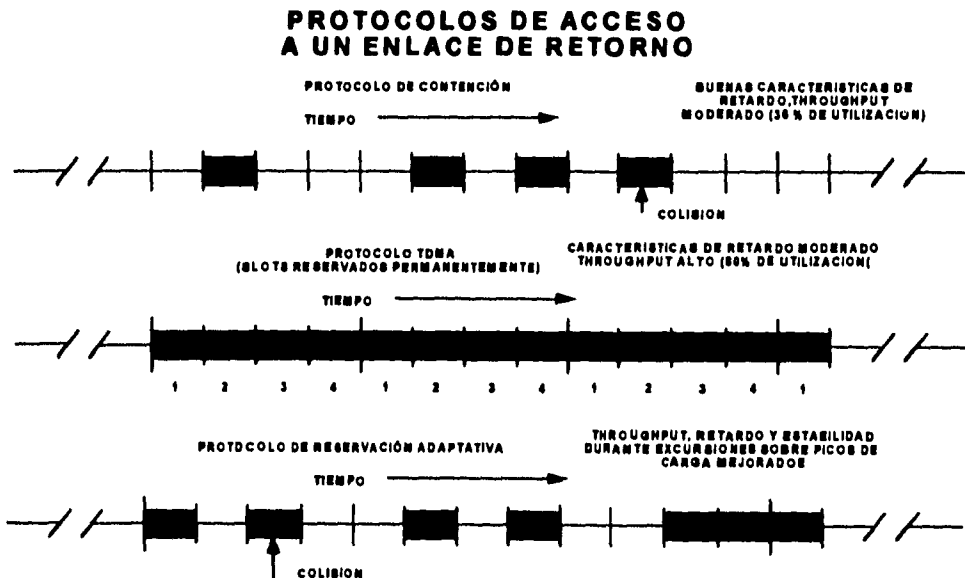 PROTOCOLOS DE ACCESO
A UN ENLACE DE RETORNO
PROTOCOLO DE CONTENCIÓN
TIEMPO
BUENAS CARACTERISTICAS DE
RETARDO,THROUGHPUT
MODERADO (36% DE UTILIZACIÓN)
COLISION
PROTOCOLO TDMA
(SLOTS RESERVADOS PERMANENTEMENTE)
TIEMPO
CARACTERISTICAS DE RETARDO MODERADO
THROUGHPUT ALTO ( DE UTILIZACION(
1 2 3 4 1 2 3 4 1 2 3 4 1
PROTOCOLO DE RESERVACIÓN ADAPTATIVA
TIEMPO
THROUGHPUT, RETARDO Y ESTABILIDAD
DURANTE EXCURSIONES SOBRE PICOS DE
CARGA MEJORADOS
COLISION